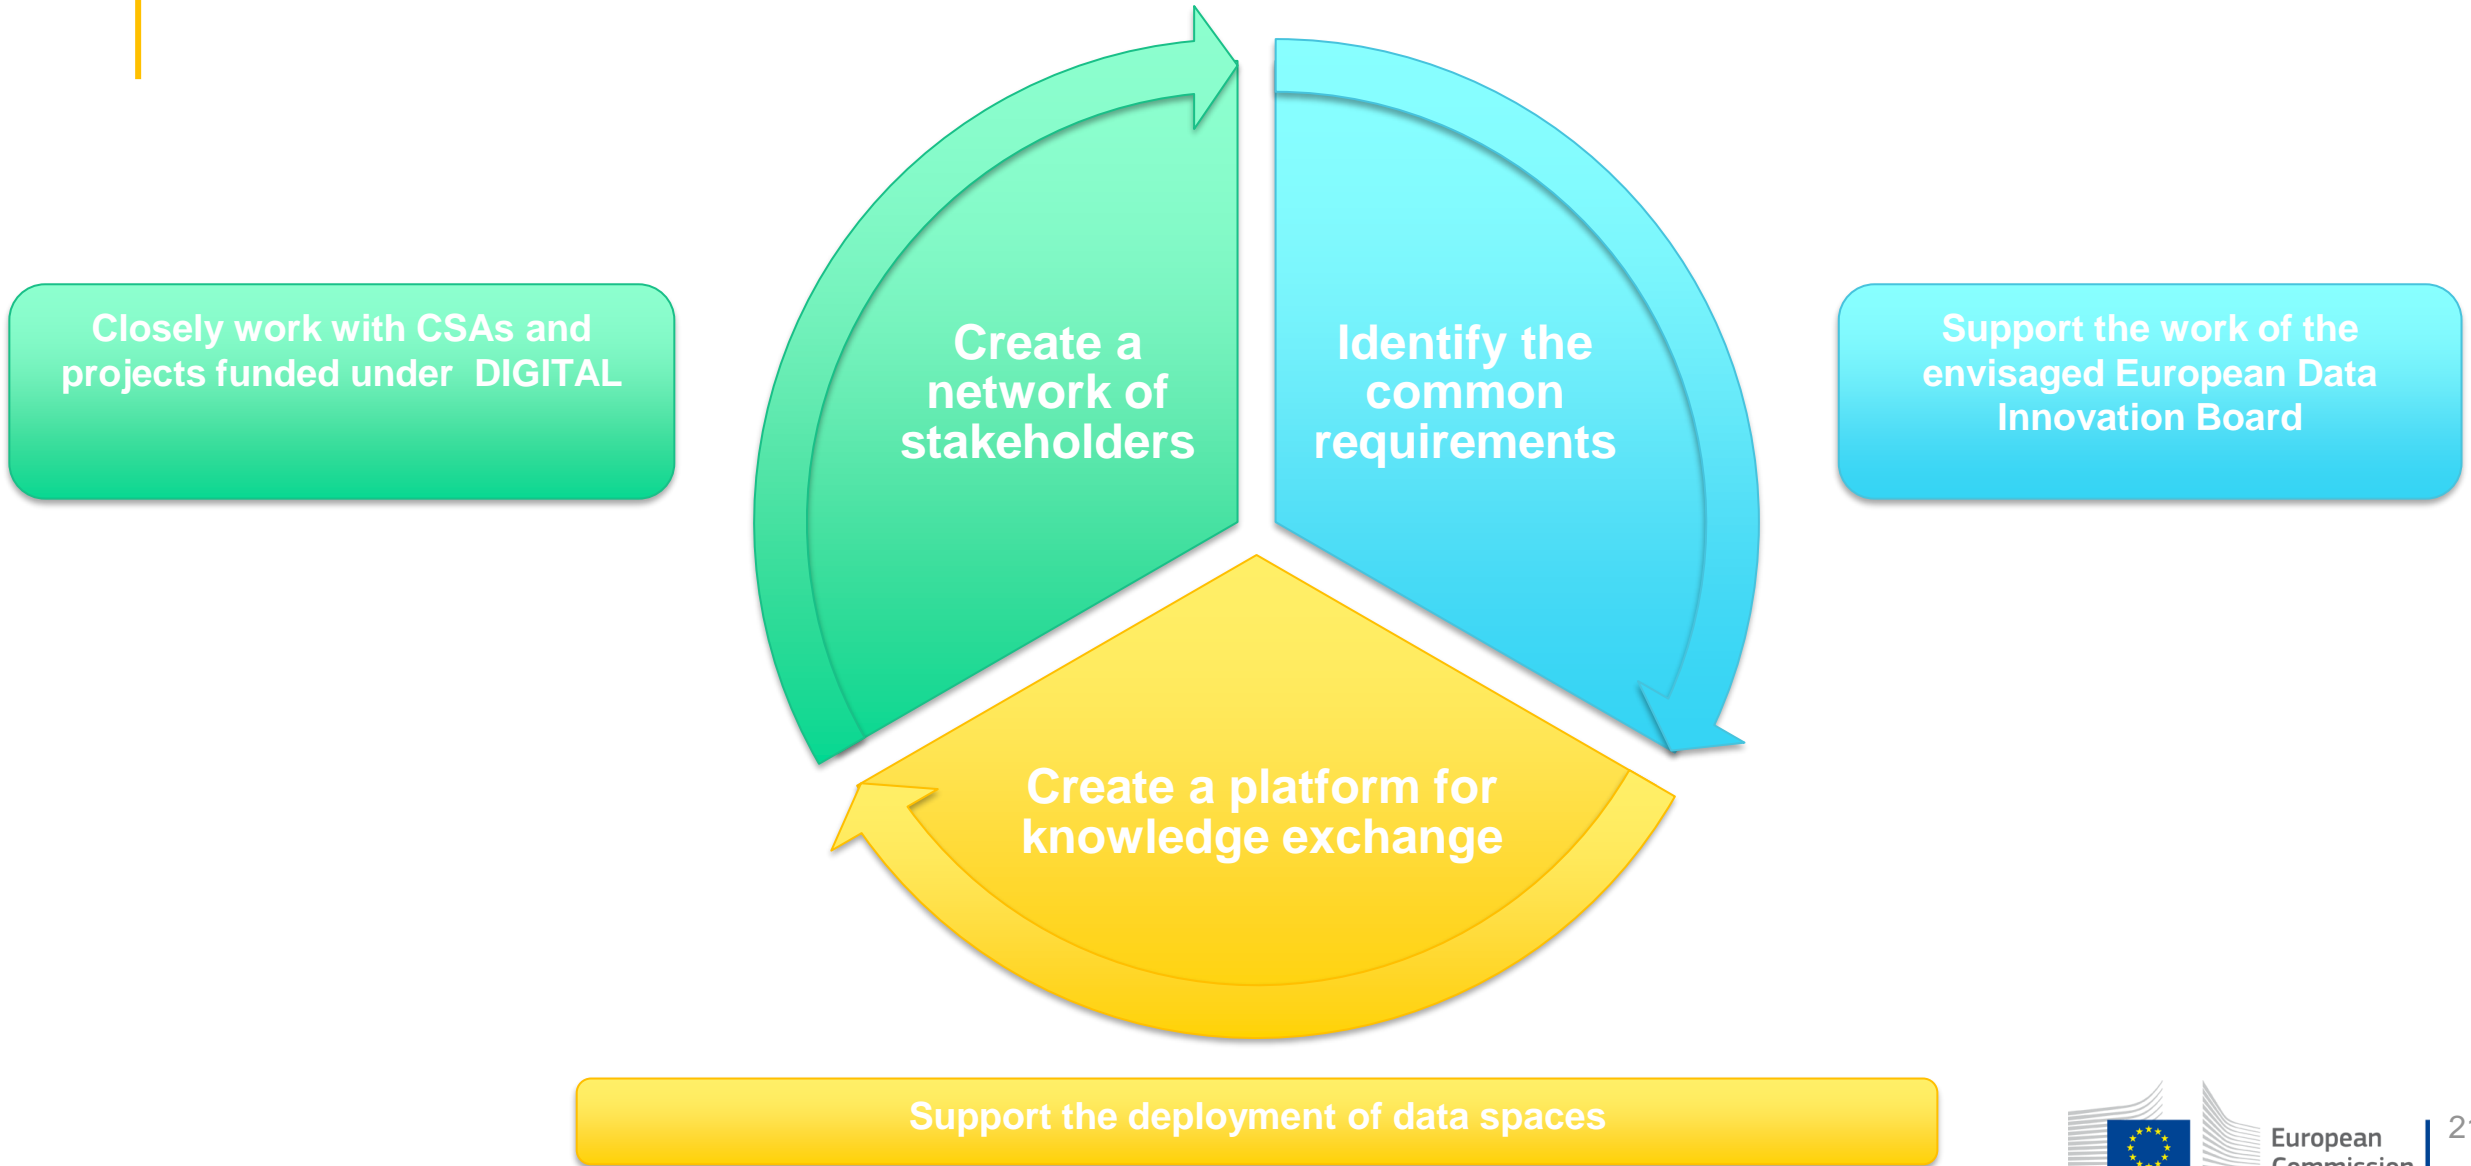 Closely work with CSAs and
projects funded under DIGITAL
Create a
network of
stakeholders
Identify the
common
requirements
Support the work of the
envisaged European Data
Innovation Board
Create a platform for
knowledge exchange
Support the deployment of data spaces
European
Commission